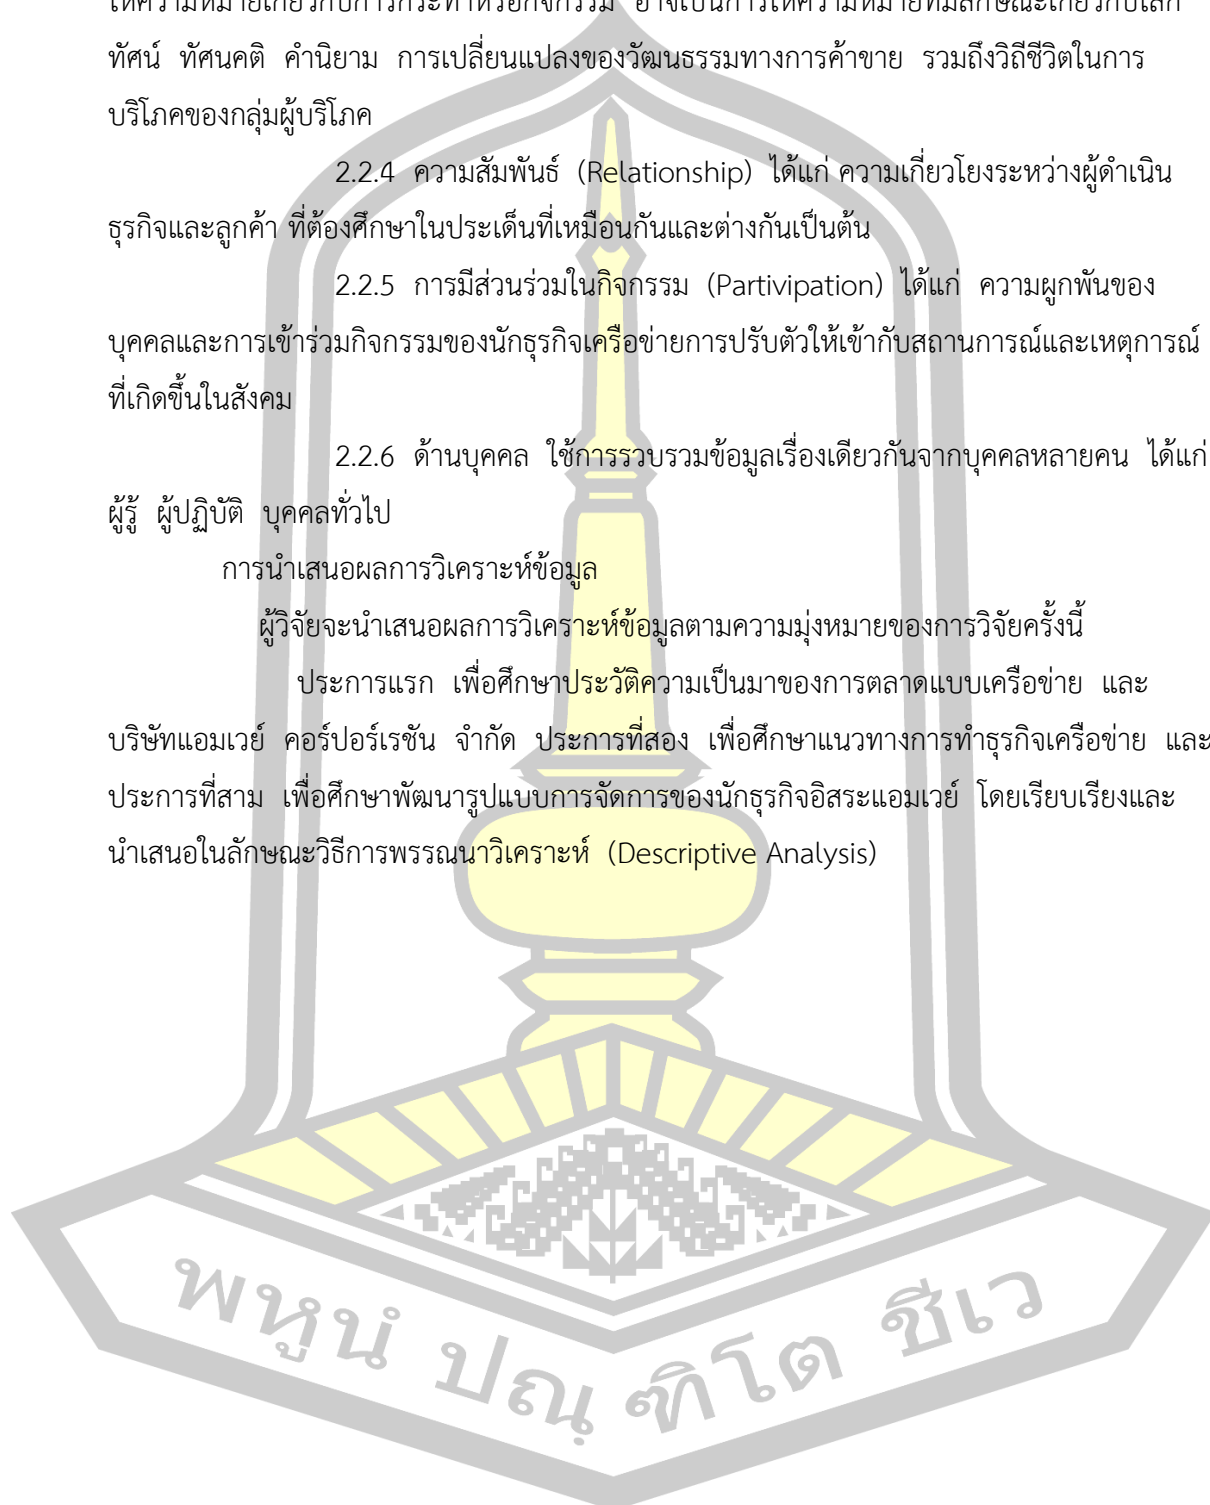 ให้ความหมายเกี่ยวกับการกระทำหรือกิจกรรม อาจเป็นการให้ความหมายที่มีลักษณะเกี่ยวกับโลก
ทัศน์ ทัศนคติ คำนิยาม การเปลี่ยนแปลงของวัฒนธรรมทางการค้าขาย รวมถึงวิถีชีวิตในการ
บริโภคของกลุ่มผู้บริโภค
2.2.4 ความสัมพันธ์ (Relationship) ได้แก่ ความเกี่ยวโยงระหว่างผู้ดำเนิน
ธุรกิจและลูกค้า ที่ต้องศึกษาในประเด็นที่เหมือนกันและต่างกันเป็นต้น
2.2.5 การมีส่วนร่วมในกิจกรรม (Partivipation) ได้แก่ ความผูกพันของ
บุคคลและการเข้าร่วมกิจกรรมของนักธุรกิจเครือข่ายการปรับตัวให้เข้ากับสถานการณ์และเหตุการณ์
ที่เกิดขึ้นในสังคม
2.2.6 ด้านบุคคล ใช้การรวบรวมข้อมูลเรื่องเดียวกันจากบุคคลหลายคน ได้แก่
ผู้รู้ ผู้ปฏิบัติ บุคคลทั่วไป
การนำเสนอผลการวิเคราะห์ข้อมูล
ผู้วิจัยจะนำเสนอผลการวิเคราะห์ข้อมูลตามความมุ่งหมายของการวิจัยครั้งนี้
ประการแรก เพื่อศึกษาประวัติความเป็นมาของการตลาดแบบเครือข่าย และ
บริษัทแอมเวย์ คอร์ปอร์เรชัน จำกัด ประการที่สอง เพื่อศึกษาแนวทางการทำธุรกิจเครือข่าย และ
ประการที่สาม เพื่อศึกษาพัฒนารูปแบบการจัดการของนักธุรกิจอิสระแอมเวย์ โดยเรียบเรียงและ
นำเสนอในลักษณะวิธีการพรรณนาวิเคราะห์ (Descriptive Analysis)
พหูนํ ปณฺฑิโต ชีเว